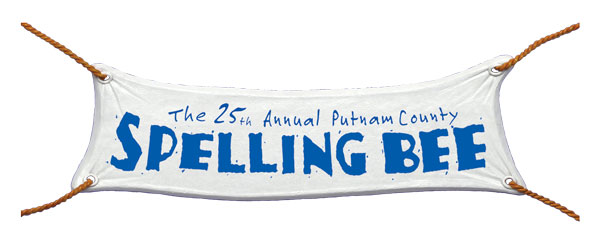 The 25th Annual Putnam County
SPELLING BEE